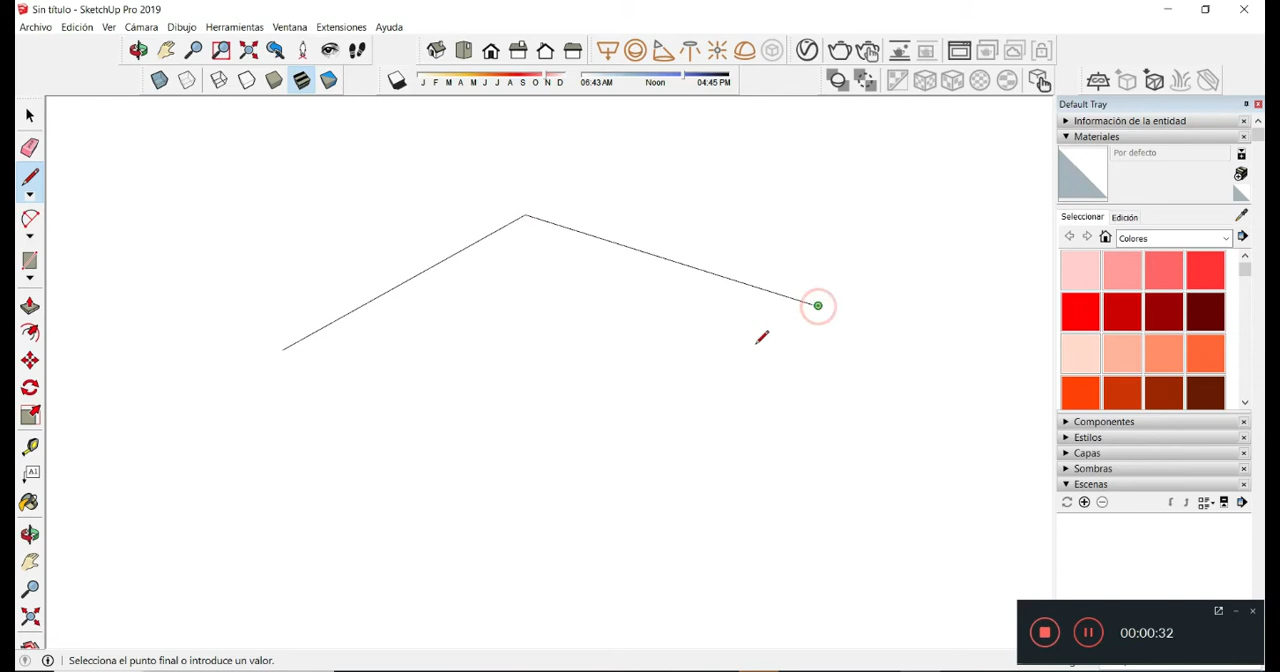 Sin título - SketchUp Pro 2019
Archivo Edición Ver Cámara Dibujo Herramientas Ventana Extensiones Ayuda
J F M A M J J A S O N D 06:43 AM Noon 04:45 PM
Default Tray
Información de la entidad
Materiales
Por defecto
Seleccionar Edición
Colores
Componentes
Estilos
Capas
Sombras
Escenas
AI
00:00:32
Selecciona el punto final o introduce un valor.